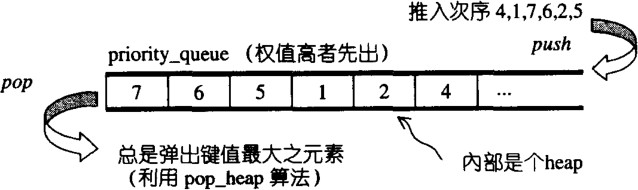 推入次序 4,1,7,6,2,5
priority_queue （权值高者先出）
push
pop
7 6 5 1 2 4 ...
总是弹出键值最大之元素
（利用 pop_heap 算法）
内部是个heap